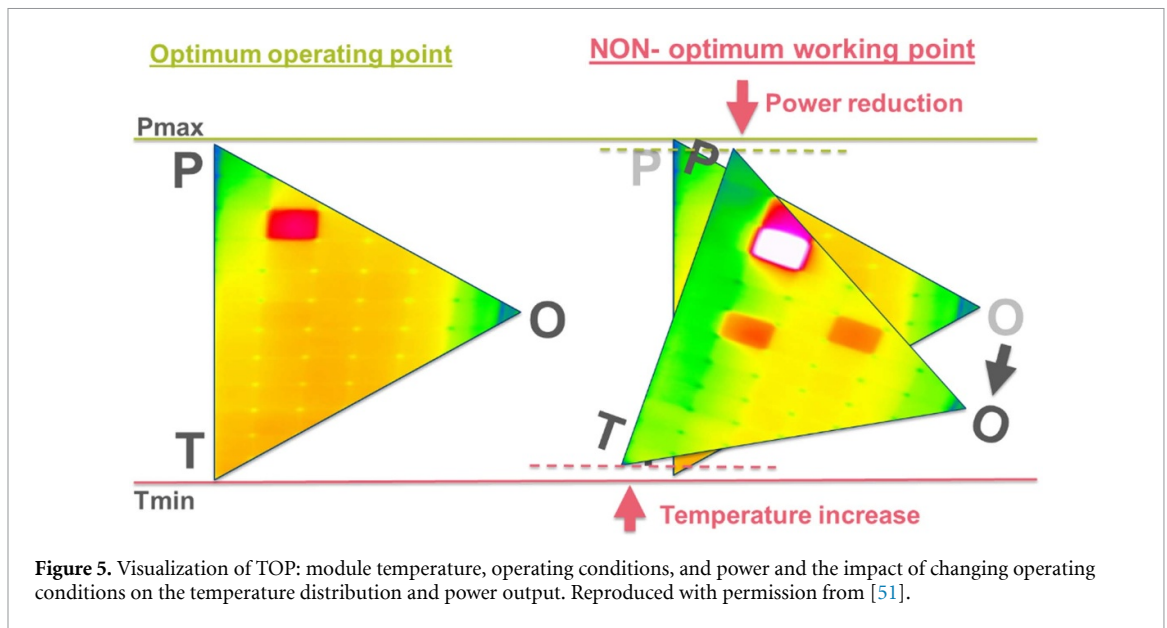 Optimum operating point
NON- optimum working point
Power reduction
Pmax
P
P
P
O
O
O
T
T
Tmin
Temperature increase
Figure 5. Visualization of TOP: module temperature, operating conditions, and power and the impact of changing operating
conditions on the temperature distribution and power output. Reproduced with permission from [51].